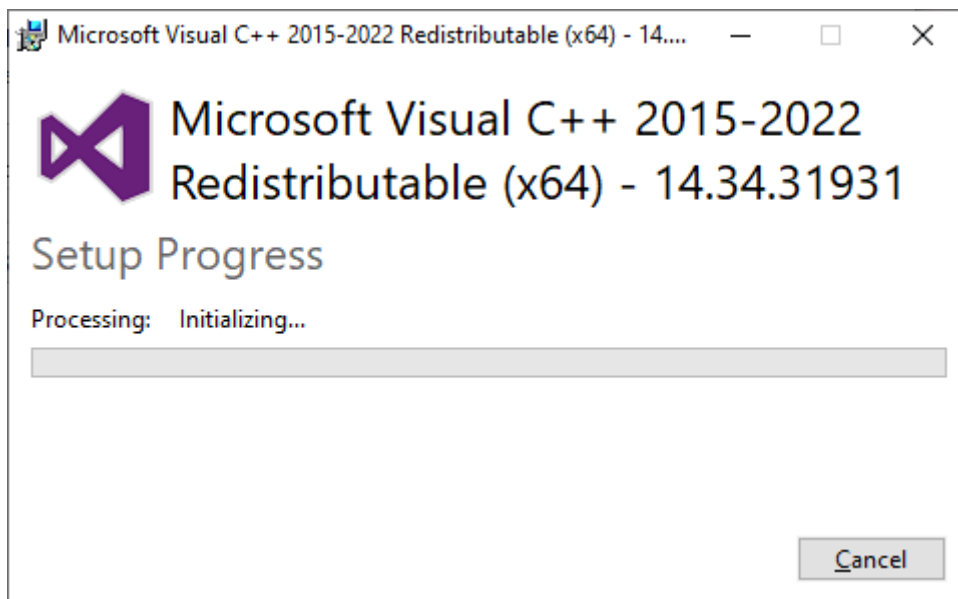 Microsoft Visual C++ 2015-2022 Redistributable (x64) - 14....
Microsoft Visual C++ 2015-2022
Redistributable (x64) - 14.34.31931
Setup Progress
Processing: Initializing...
Cancel